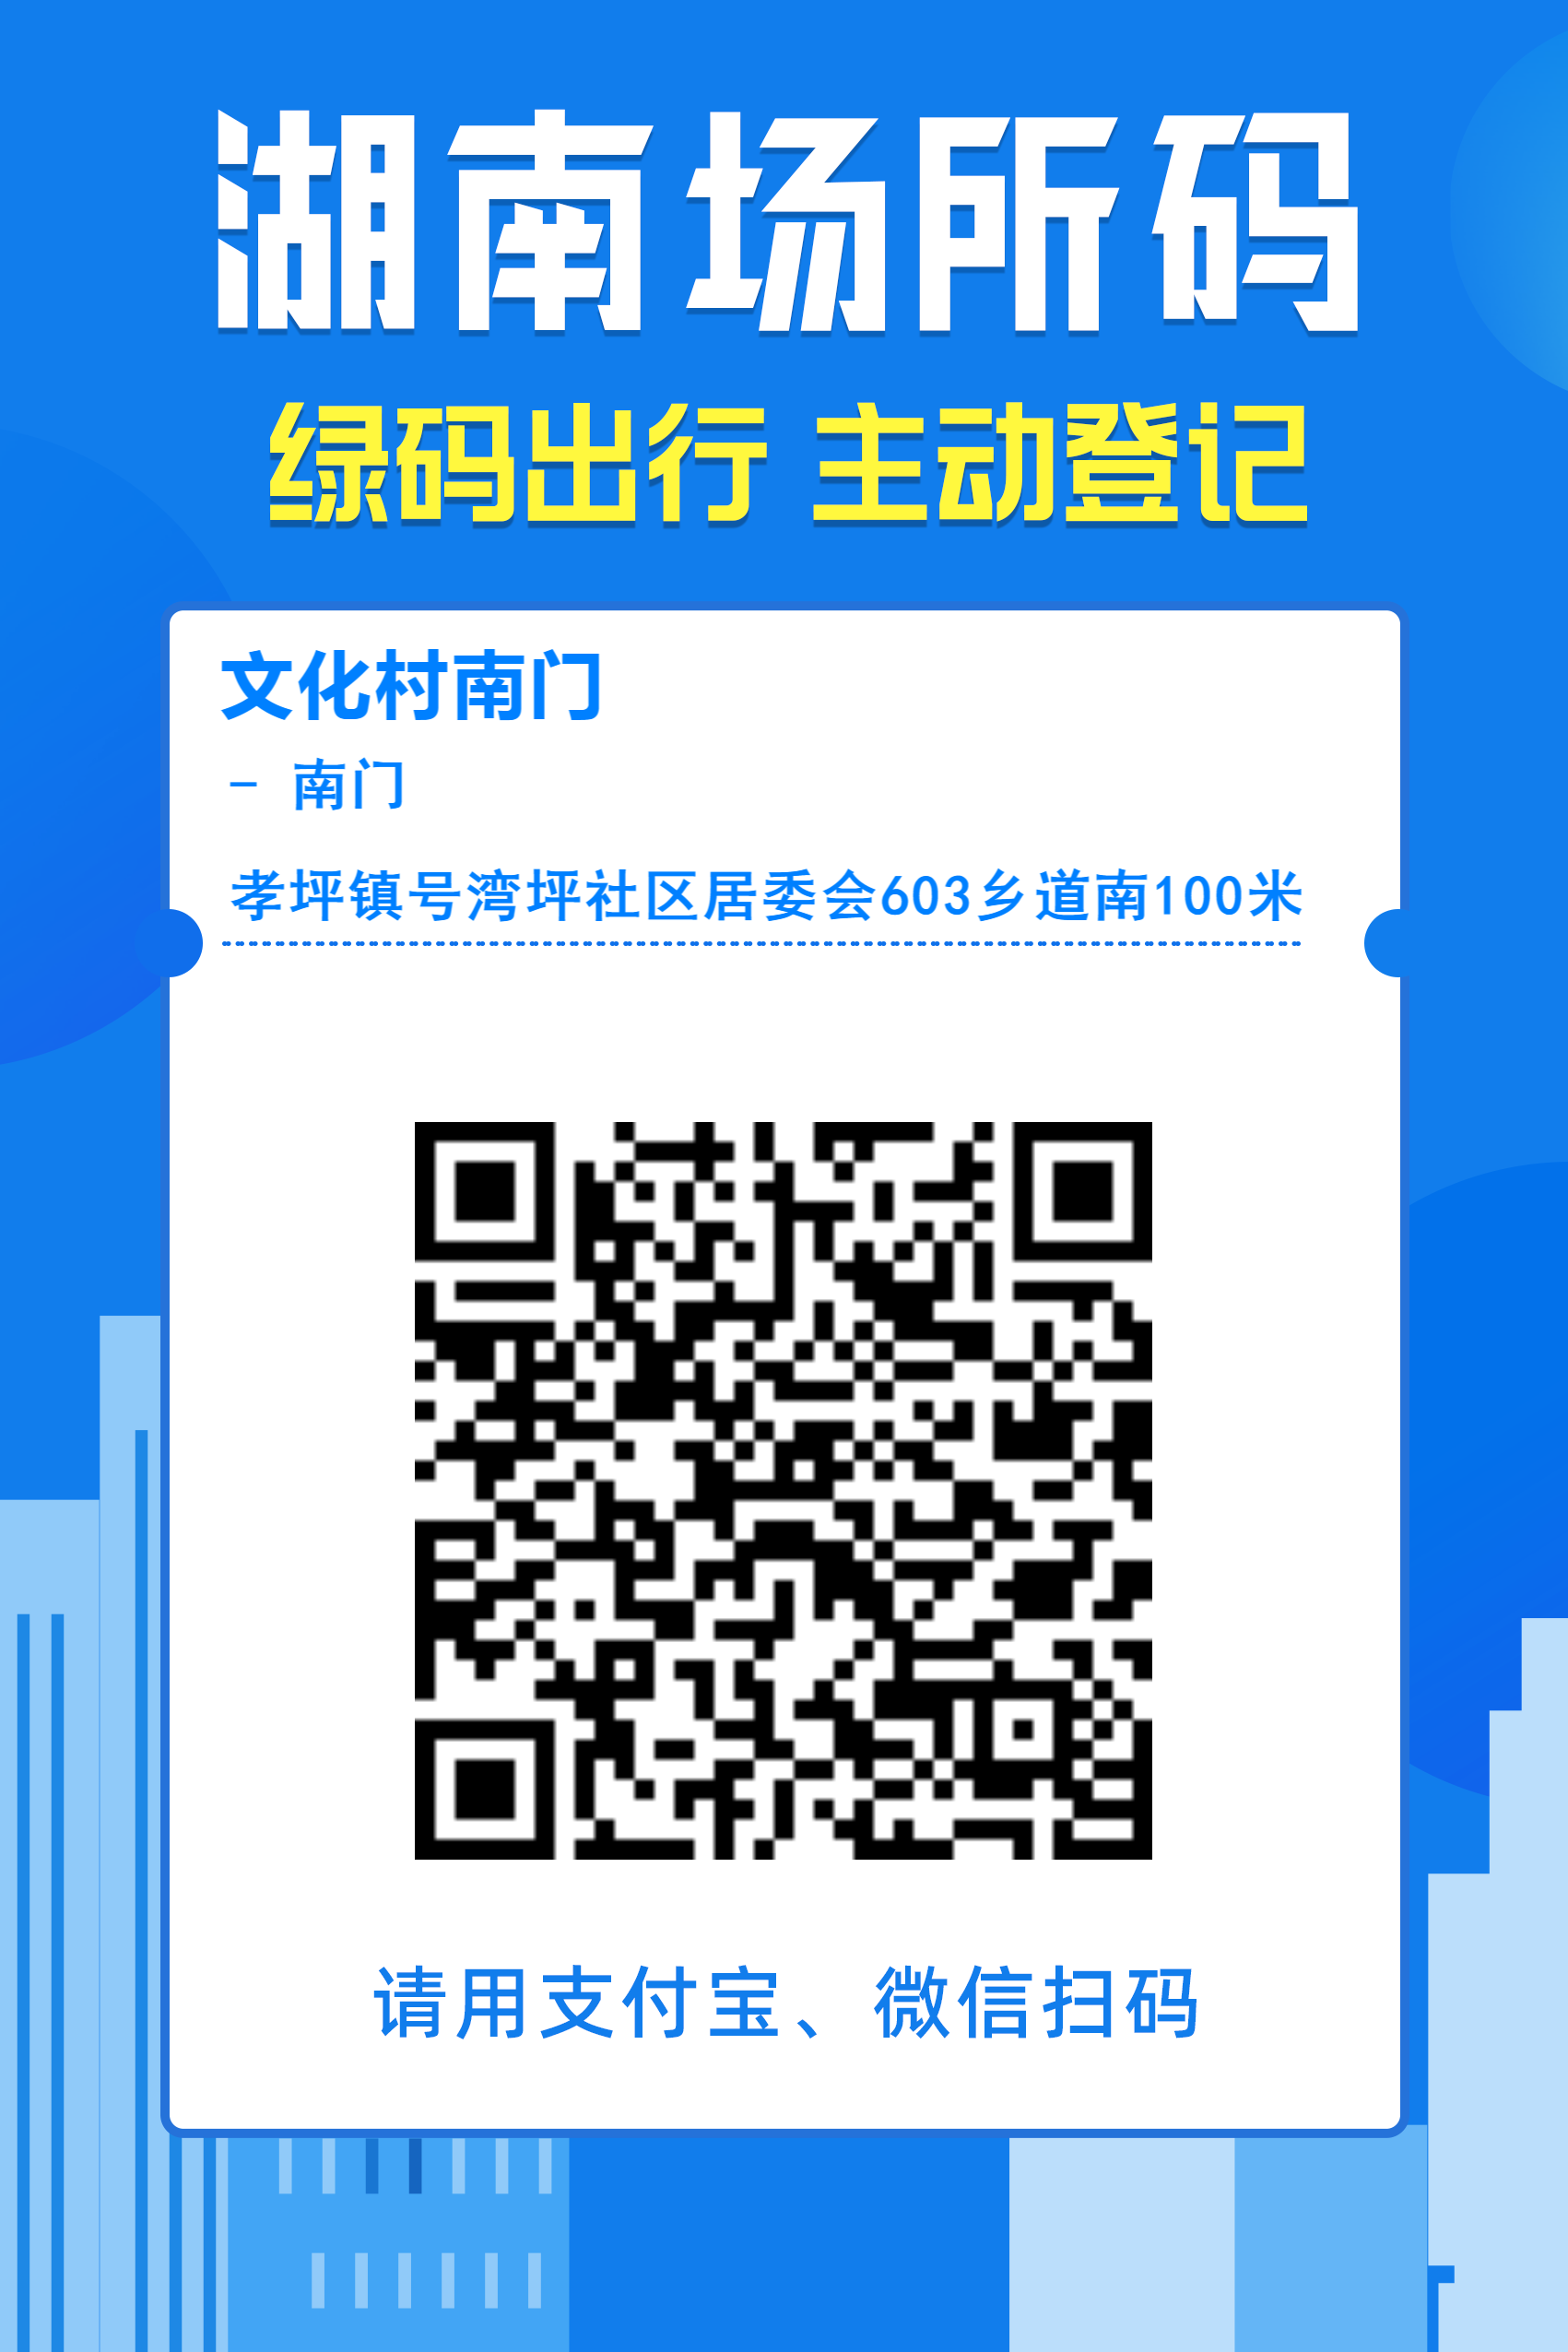 湖南场所码
绿码出行 主动登记
文化村南门
- 南门
孝坪镇号湾坪社区居委会603乡道南100米
请用支付宝、微信扫码